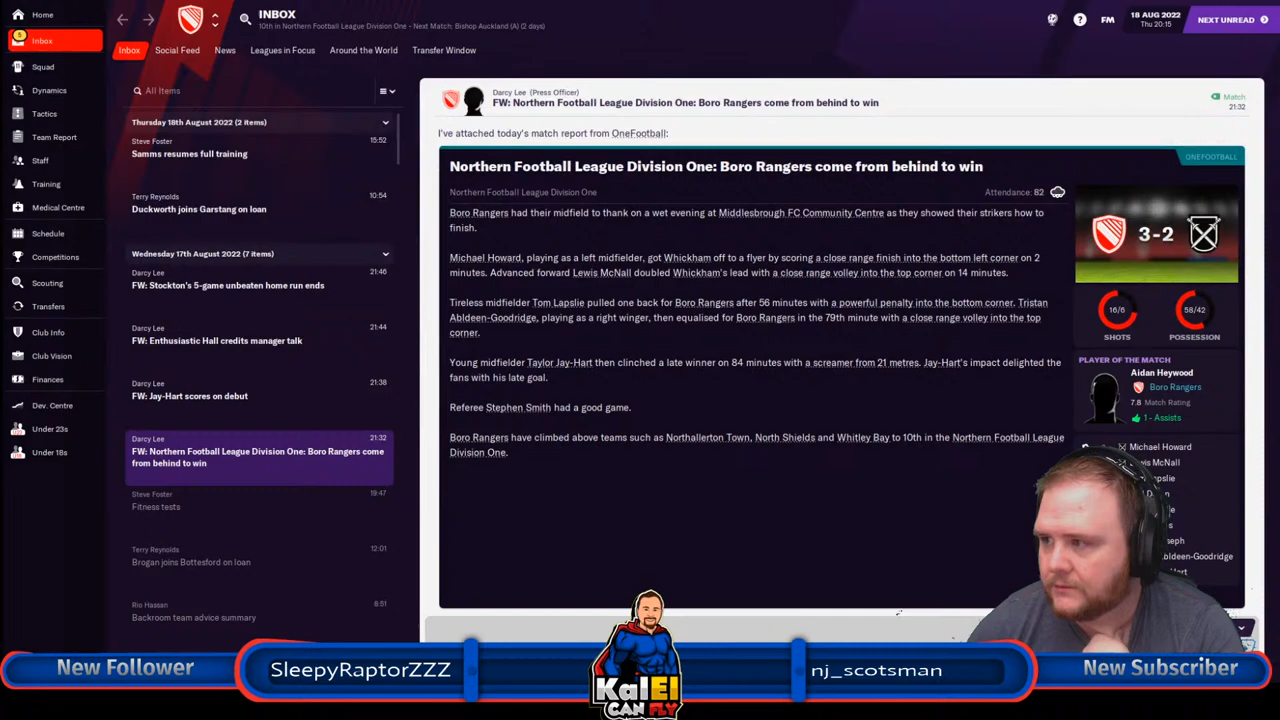 Home
5
Inbox
Squad
Dynamics
Tactics
Team Report
Staff
Training
Medical Centre
Schedule
Competitions
Scouting
Transfers
Club Info
Club Vision
Finances
Dev. Centre
Under 23s
Under 18s
INBOX
10th in Northern Football League Division One - Next Match: Bishop Auckland (A) (2 days)
FM
18 AUG 2022
Thu 20:15
NEXT UNREAD
Inbox
Social Feed
News
Leagues in Focus
Around the World
Transfer Window
All Items
Thursday 18th August 2022 (2 items)
Steve Foster
15:52
Samms resumes full training
Terry Reynolds
10:54
Duckworth joins Garstang on loan
Wednesday 17th August 2022 (7 items)
Darcy Lee
21:46
FW: Stockton's 5-game unbeaten home run ends
Darcy Lee
21:44
FW: Enthusiastic Hall credits manager talk
Darcy Lee
21:38
FW: Jay-Hart scores on debut
Darcy Lee
21:32
FW: Northern Football League Division One: Boro Rangers come
from behind to win
Steve Foster
19:47
Fitness tests
Terry Reynolds
12:01
Brogan joins Bottesford on loan
Rio Hassan
8:51
Backroom team advice summary
Darcy Lee (Press Officer)
FW: Northern Football League Division One: Boro Rangers come from behind to win
Match
21:32
I've attached today's match report from OneFootball:
ONEFOOTBALL
Northern Football League Division One: Boro Rangers come from behind to win
Northern Football League Division One
Attendance: 82
Boro Rangers had their midfield to thank on a wet evening at Middlesbrough FC Community Centre as they showed their strikers how to
finish.
Michael Howard, playing as a left midfielder, got Whickham off to a flyer by scoring a close range finish into the bottom left corner on 2
minutes. Advanced forward Lewis McNall doubled Whickham's lead with a close range volley into the top corner on 14 minutes.
Tireless midfielder Tom Lapslie pulled one back for Boro Rangers after 56 minutes with a powerful penalty into the bottom corner. Tristan
Abldeen-Goodridge, playing as a right winger, then equalised for Boro Rangers in the 79th minute with a close range volley into the top
corner.
Young midfielder Taylor Jay-Hart then clinched a late winner on 84 minutes with a screamer from 21 metres. Jay-Hart's impact delighted the
fans with his late goal.
Referee Stephen Smith had a good game.
Boro Rangers have climbed above teams such as Northallerton Town, North Shields and Whitley Bay to 10th in the Northern Football League
Division One.
3-2
16/6
SHOTS
58/42
POSSESSION
PLAYER OF THE MATCH
Aidan Heywood
Boro Rangers
7.8 Match Rating
1 - Assists
Michael Howard
Lewis McNall
bldeen-Goodridge
New Follower
SleepyRaptorZZZ
KalEl
CAN FLY
nj_scotsman
New Subscriber